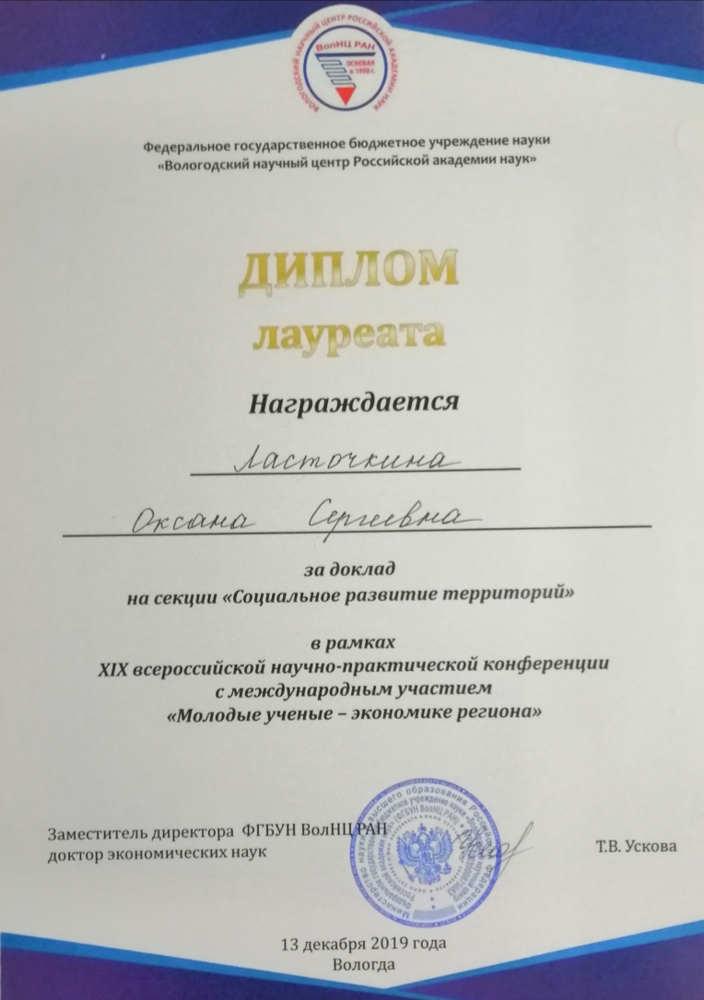 ВОЛОГОДСКИЙ НАУЧНЫЙ ЦЕНТР РОССИЙСКОЙ АКАДЕМИИ НАУК
ВолНЦ РАН
ОСНОВАН
в 1990 г.
Федеральное государственное бюджетное учреждение науки
«Вологодский научный центр Российской академии наук»
ДИПЛОМ
лауреата
Награждается
Ласточкина
Оксана Сергеевна
за доклад
на секции «Социальное развитие территорий»
в рамках
XIX всероссийской научно-практической конференции
с международным участием
«Молодые ученые – экономике региона»
Заместитель директора ФГБУН ВолНЦ РАН
доктор экономических наук
Т.В. Ускова
13 декабря 2019 года
Вологда